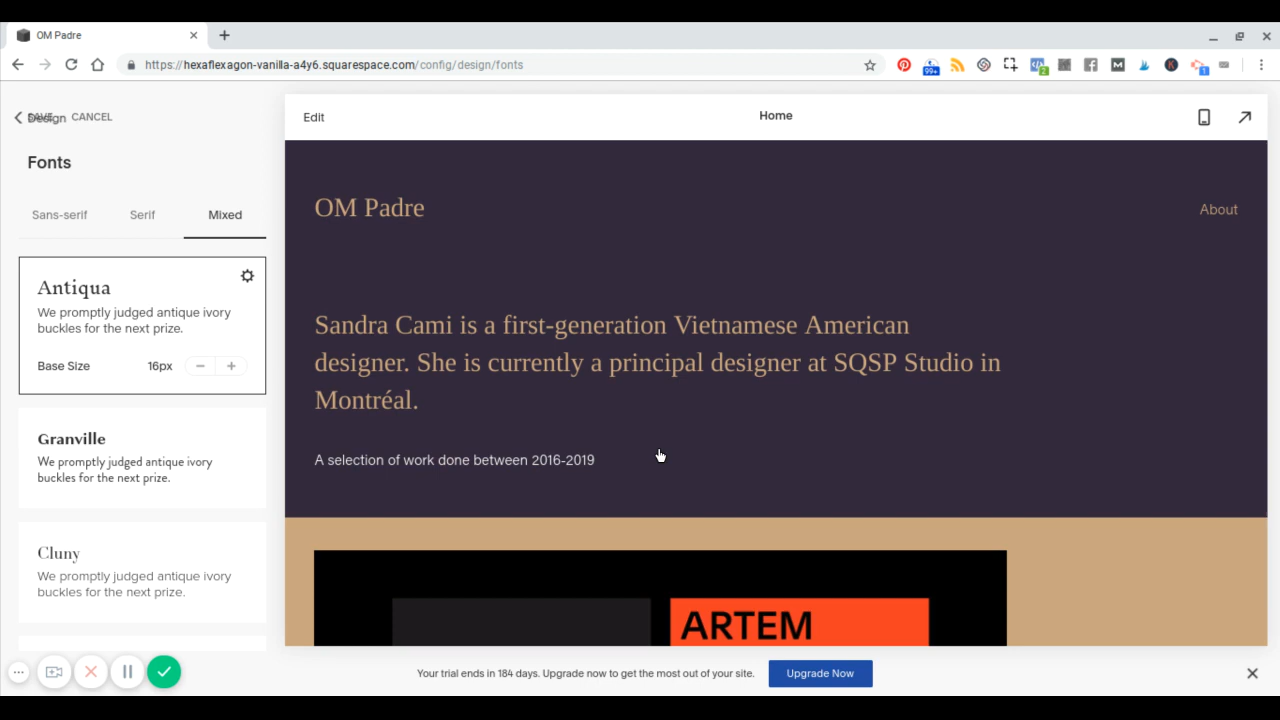 OM Padre
https://hexaflexagon-vanilla-a4y6.squarespace.com/config/design/fonts
99+
2
M
K
1
Design
SAVE CANCEL
Edit
Home
Fonts
Sans-serif Serif Mixed
Antiqua
We promptly judged antique ivory
buckles for the next prize.
Base Size 16px − +
Granville
We promptly judged antique ivory
buckles for the next prize.
Cluny
We promptly judged antique ivory
buckles for the next prize.
OM Padre
About
Sandra Cami is a first-generation Vietnamese American
designer. She is currently a principal designer at SQSP Studio in
Montréal.
A selection of work done between 2016-2019
ARTEM
Your trial ends in 184 days. Upgrade now to get the most out of your site. Upgrade Now